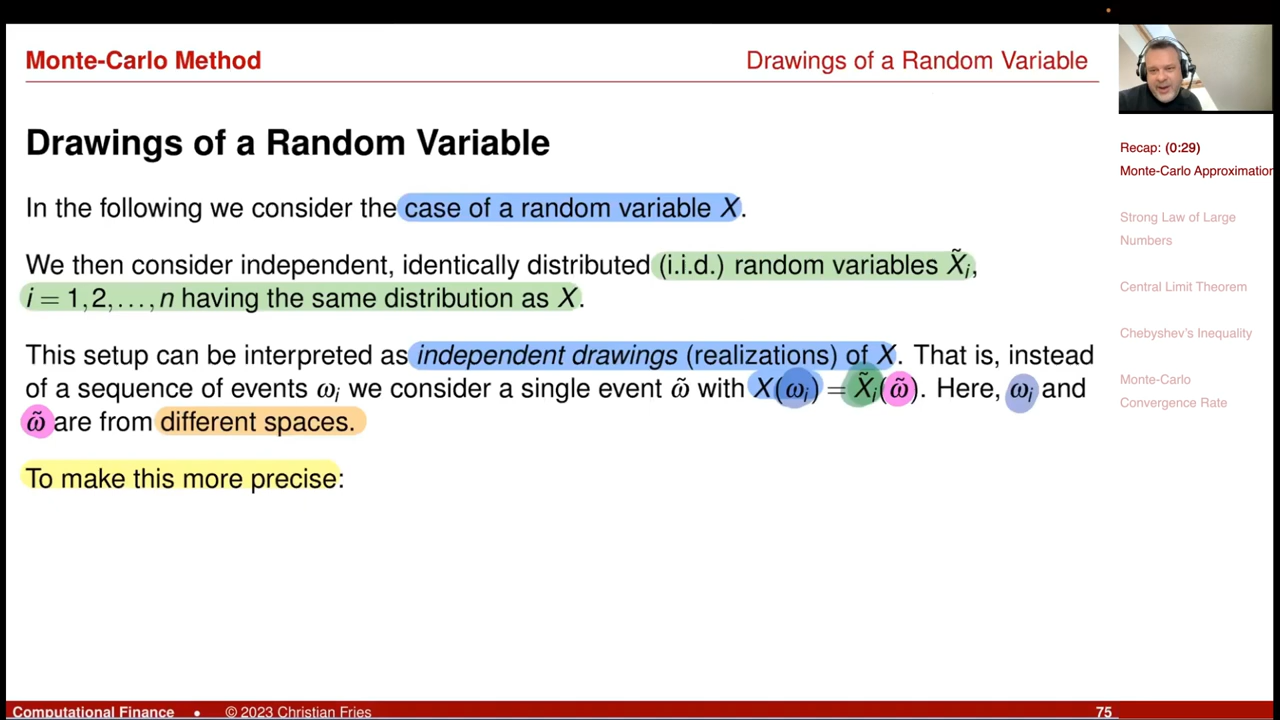 Monte-Carlo Method
Drawings of a Random Variable
Drawings of a Random Variable
In the following we consider the case of a random variable X.
We then consider independent, identically distributed (i.i.d.) random variables X̃ᵢ,
i = 1,2,…,n having the same distribution as X.
This setup can be interpreted as independent drawings (realizations) of X. That is, instead
of a sequence of events ωᵢ we consider a single event ω̃ with X(ωᵢ) = X̃ᵢ(ω̃). Here, ωᵢ and
ω̃ are from different spaces.
To make this more precise:
Recap: (0:29)
Monte-Carlo Approximation
Strong Law of Large
Numbers
Central Limit Theorem
Chebyshev's Inequality
Monte-Carlo
Convergence Rate
Computational Finance • © 2023 Christian Fries
75